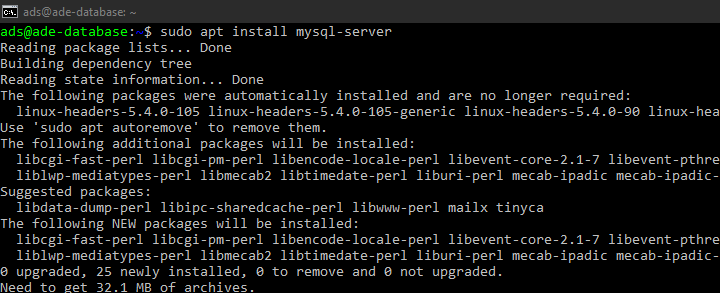 ads@ade-database: ~
ads@ade-database:~$ sudo apt install mysql-server
Reading package lists... Done
Building dependency tree
Reading state information... Done
The following packages were automatically installed and are no longer required:
  linux-headers-5.4.0-105 linux-headers-5.4.0-105-generic linux-headers-5.4.0-90 linux-hea
Use 'sudo apt autoremove' to remove them.
The following additional packages will be installed:
  libcgi-fast-perl libcgi-pm-perl libencode-locale-perl libevent-core-2.1-7 libevent-pthre
  liblwp-mediatypes-perl libmecab2 libtimedate-perl liburi-perl mecab-ipadic mecab-ipadic-
Suggested packages:
  libdata-dump-perl libipc-sharedcache-perl libwww-perl mailx tinyca
The following NEW packages will be installed:
  libcgi-fast-perl libcgi-pm-perl libencode-locale-perl libevent-core-2.1-7 libevent-pthre
  liblwp-mediatypes-perl libmecab2 libtimedate-perl liburi-perl mecab-ipadic mecab-ipadic-
0 upgraded, 25 newly installed, 0 to remove and 0 not upgraded.
Need to get 32.1 MB of archives.